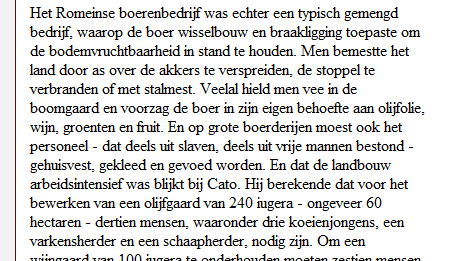 Het Romeinse boerenbedrijf was echter een typisch gemengd
bedrijf, waarop de boer wisselbouw en braakligging toepaste om
de bodemvruchtbaarheid in stand te houden. Men bemestte het
land door as over de akkers te verspreiden, de stoppel te
verbranden of met stalmest. Veelal hield men vee in de
boomgaard en voorzag de boer in zijn eigen behoefte aan olijfolie,
wijn, groenten en fruit. En op grote boerderijen moest ook het
personeel - dat deels uit slaven, deels uit vrije mannen bestond -
gehuisvest, gekleed en gevoed worden. En dat de landbouw
arbeidsintensief was blijkt bij Cato. Hij berekende dat voor het
bewerken van een olijfgaard van 240 iugera - ongeveer 60
hectaren - dertien mensen, waaronder drie koeienjongens, een
varkensherder en een schaapherder, nodig zijn. Om een
wijngaard van 100 iugera te onderhouden moeten zestien mensen